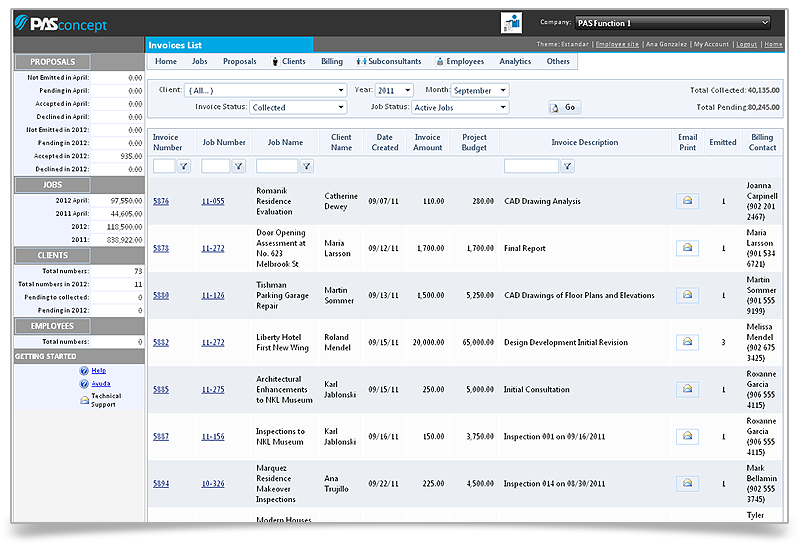 PASconcept
Company: PAS Function 1
Theme: Estandar | Employee site | Ana Gonzalez | My Account | Logout | Home
Invoices List
Home Jobs Proposals Clients Billing Subconsultants Employees Analytics Others
PROPOSALS
Not Emitted in April: 0.00
Pending in April: 0.00
Accepted in April: 0.00
Declined in April: 0.00
Not Emitted in 2012: 0.00
Pending in 2012: 0.00
Accepted in 2012: 935.00
Declined in 2012: 0.00
JOBS
2012 April: 97,550.00
2011 April: 44,605.00
2012: 118,500.00
2011: 838,922.00
CLIENTS
Total numbers: 73
Total numbers in 2012: 11
Pending to collected: 0
Pending in 2012: 0
EMPLOYEES
Total numbers: 0
GETTING STARTED
Help
Ayuda
Technical
Support
Client: { All... } Year: 2011 Month: September Total Collected: 40,135.00
Invoice Status: Collected Job Status: Active Jobs Go Total Pending:80,245.00
Invoice Number Job Number Job Name Client Name Date Created Invoice Amount Project Budget Invoice Description Email Print Emitted Billing Contact
5876 11-055 Romanik Residence Evaluation Catherine Dewey 09/07/11 110.00 280.00 CAD Drawing Analysis 1 Joanna Carpinell (902 201 2467)
5878 11-272 Door Opening Assessment at No. 623 Melbrook St Maria Larsson 09/12/11 1,700.00 1,700.00 Final Report 1 Maria Larsson (901 534 6721)
5880 11-126 Tishman Parking Garage Repair Martin Sommer 09/13/11 1,500.00 5,250.00 CAD Drawings of Floor Plans and Elevations 1 Martin Sommer (901 555 9199)
5882 11-272 Liberty Hotel First New Wing Roland Mendel 09/15/11 20,000.00 65,000.00 Design Development Initial Revision 3 Melissa Mendel (902 675 3425)
5885 11-275 Architectural Enhancements to NKL Museum Karl Jablonski 09/15/11 250.00 5,000.00 Initial Consultation 1 Roxanne Garcia (906 555 4115)
5887 11-156 Inspections to NKL Museum Karl Jablonski 09/16/11 150.00 3,750.00 Inspection 001 on 09/16/2011 1 Roxanne Garcia (906 555 4115)
5894 10-326 Marquez Residence Makeover Inspections Ana Trujillo 09/22/11 225.00 4,500.00 Inspection 014 on 08/30/2011 1 Mark Bellamin (902 555 3745)
Modern Houses Tyler